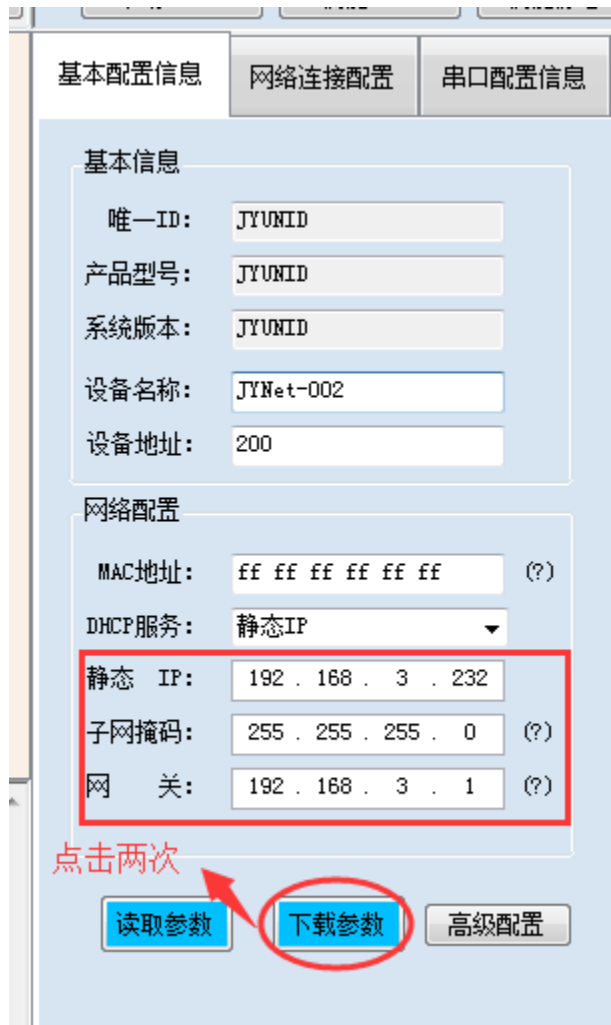 基本配置信息 网络连接配置 串口配置信息
基本信息
唯一ID: JYUNID
产品型号: JYUNID
系统版本: JYUNID
设备名称: JYNet-002
设备地址: 200
网络配置
MAC地址: ff ff ff ff ff ff (?)
DHCP服务: 静态IP
静态 IP: 192 . 168 . 3 . 232
子网掩码: 255 . 255 . 255 . 0 (?)
网 关: 192 . 168 . 3 . 1 (?)
点击两次
读取参数 下载参数 高级配置